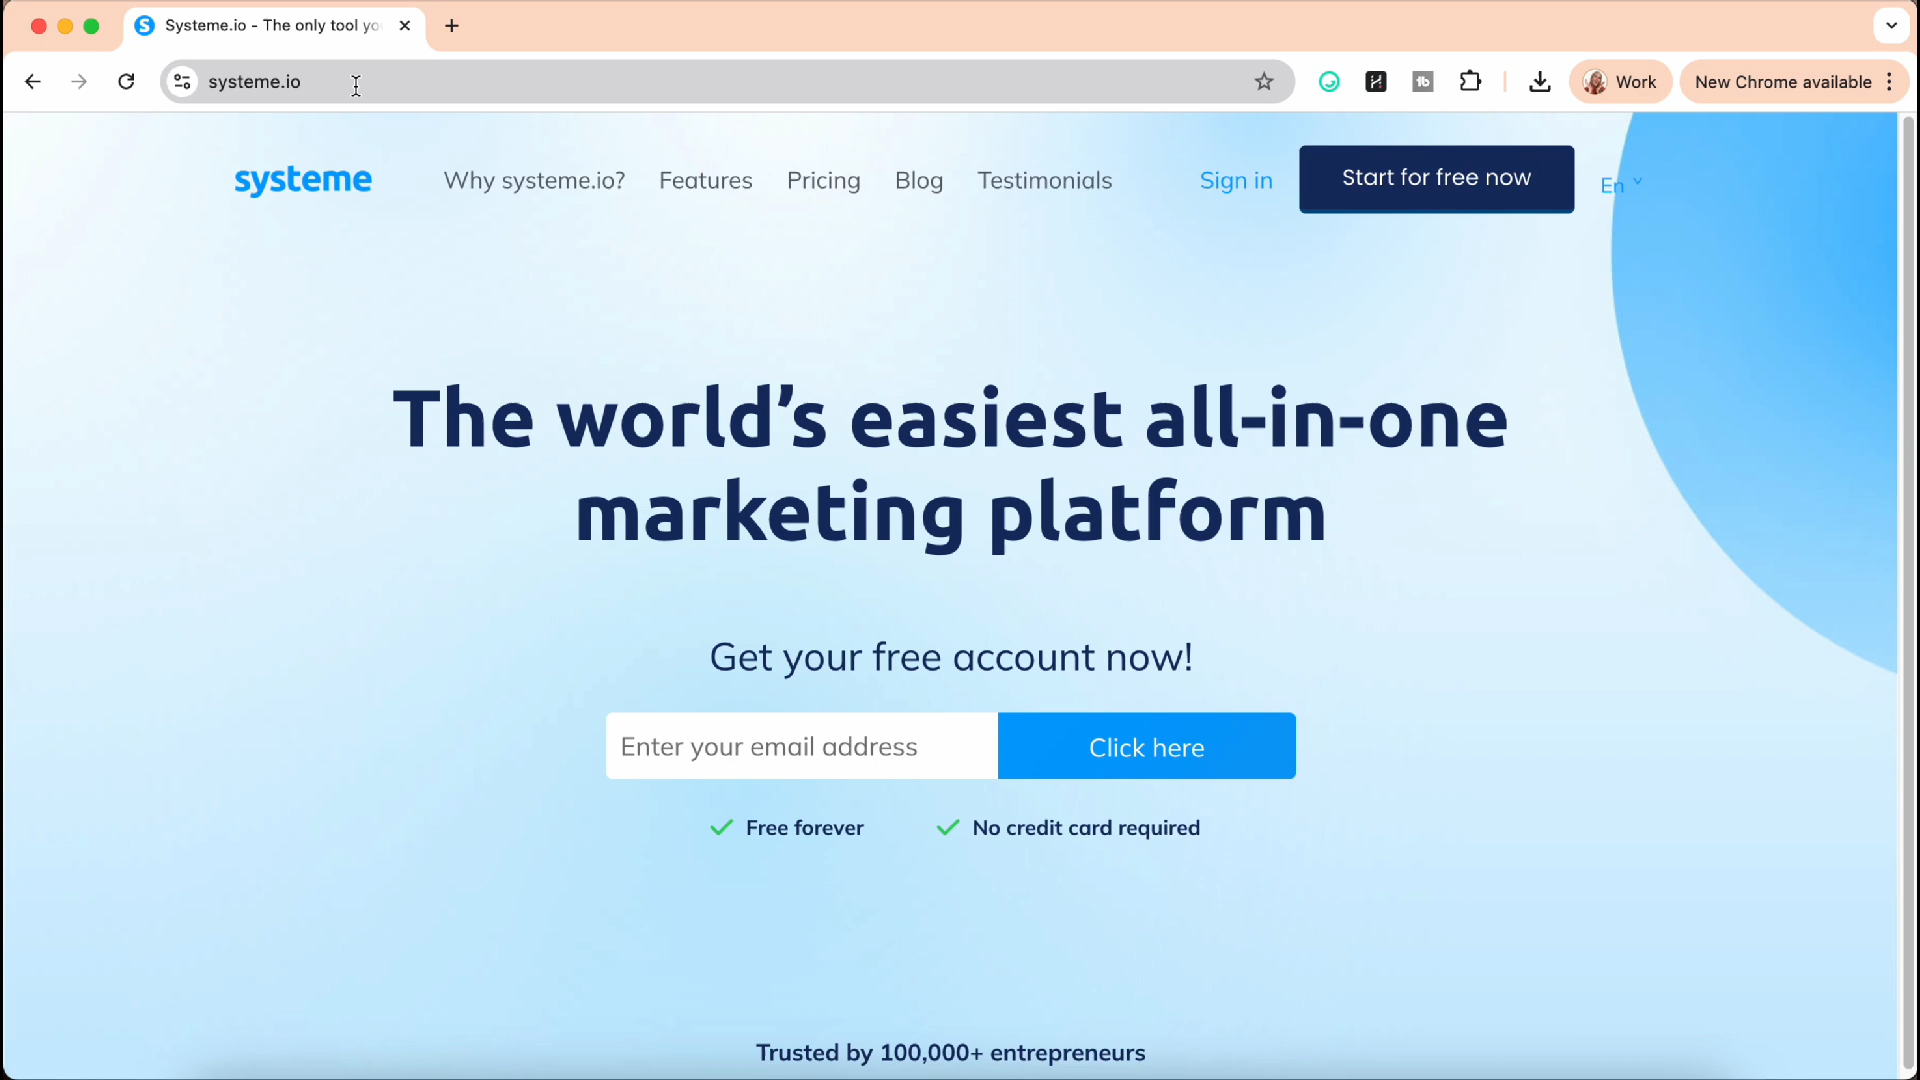 Systeme.io - The only tool yo
systeme.io
Work
New Chrome available
systeme
Why systeme.io?
Features
Pricing
Blog
Testimonials
Sign in
Start for free now
En
The world’s easiest all-in-one
marketing platform
Get your free account now!
Enter your email address
Click here
Free forever
No credit card required
Trusted by 100,000+ entrepreneurs